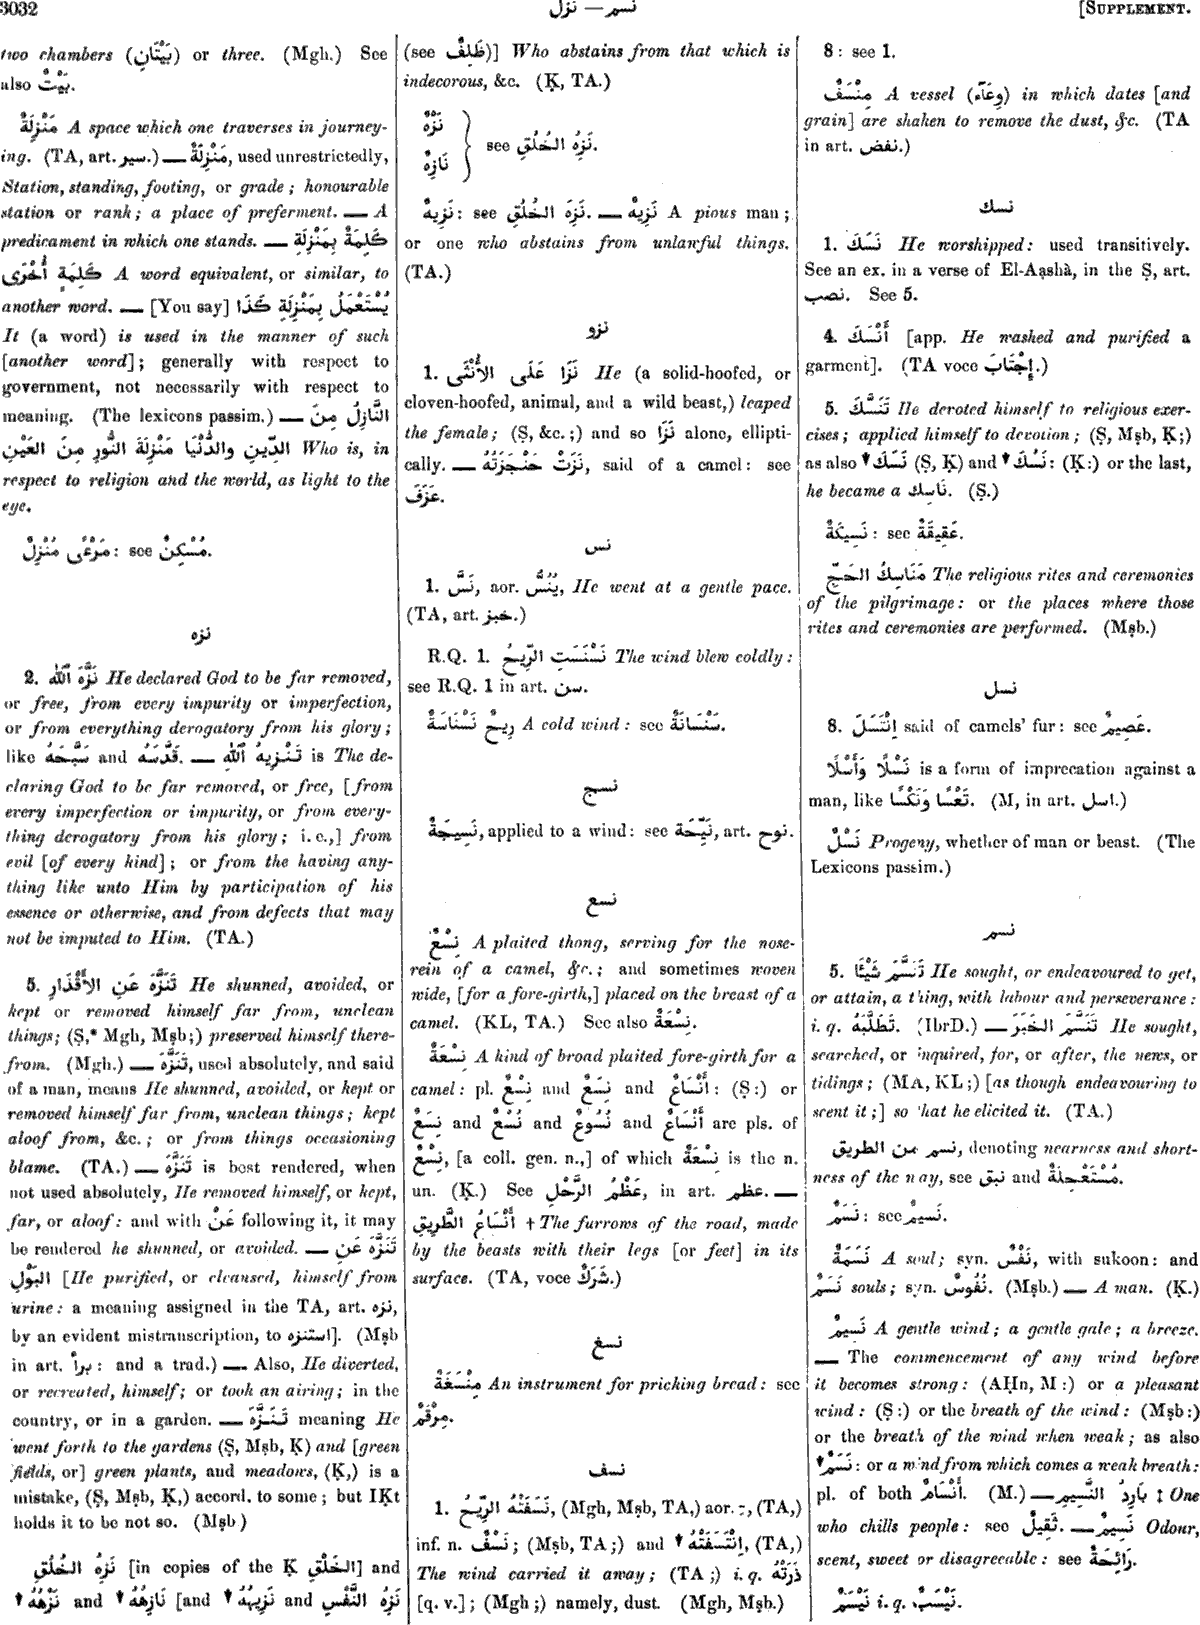 3032
نسم — نزل
[SUPPLEMENT.
two chambers (بَيْتَانِ) or three. (Mgh.) See
also بَيْتٌ.
مَنْزِلَةٌ A space which one traverses in journey-
ing. (TA, art. سير.) — مَنْزِلَةٌ, used unrestrictedly,
Station, standing, footing, or grade; honourable
station or rank; a place of preferment. — A
predicament in which one stands. — كَلِمَةٌ بِمَنْزِلَةِ
كَلِمَةٍ أُخْرَى A word equivalent, or similar, to
another word. — [You say] يُسْتَعْمَلُ بِمَنْزِلَةِ كَذَا
It (a word) is used in the manner of such
[another word]; generally with respect to
government, not necessarily with respect to
meaning. (The lexicons passim.) — النَّازِلُ مِنَ
الدِّينِ والدُّنْيَا مَنْزِلَةَ النُّورِ مِنَ العَيْنِ Who is, in
respect to religion and the world, as light to the
eye.
مَرْعًى مُنْزِلٌ: see مُسْكِنٌ.
نزه
2. نَزَّهَ ٱللّٰهَ He declared God to be far removed,
or free, from every impurity or imperfection,
or from everything derogatory from his glory;
like سَبَّحَهُ and قَدَّسَهُ. — تَنْزِيهُ ٱللّٰهِ is The de-
claring God to be far removed, or free, [from
every imperfection or impurity, or from every-
thing derogatory from his glory; i.e.,] from
evil [of every kind]; or from the having any-
thing like unto Him by participation of his
essence or otherwise, and from defects that may
not be imputed to Him. (TA.)
5. تَنَزَّهَ عَنِ الأَقْذَارِ He shunned, avoided, or
kept or removed himself far from, unclean
things; (Ṣ,* Mgh, Mṣb;) preserved himself there-
from. (Mgh.) — تَنَزَّهَ, used absolutely, and said
of a man, means He shunned, avoided, or kept or
removed himself far from, unclean things; kept
aloof from, &c.; or from things occasioning
blame. (TA.) — تَنَزَّهَ is best rendered, when
not used absolutely, He removed himself, or kept,
far, or aloof: and with عَنْ following it, it may
be rendered he shunned, or avoided. — تَنَزَّهَ عَنِ
البَوْلِ [He purified, or cleansed, himself from
urine: a meaning assigned in the TA, art. نزه,
by an evident mistranscription, to استنزه]. (Mṣb
in art. برأ: and a trad.) — Also, He diverted,
or recreated, himself; or took an airing; in the
country, or in a garden. — تَنَزَّهَ meaning He
went forth to the gardens (Ṣ, Mṣb, Ḳ) and [green
fields, or] green plants, and meadows, (Ḳ,) is a
mistake, (Ṣ, Mṣb, Ḳ,) accord. to some; but IḲt
holds it to be not so. (Mṣb)
نَزِهُ الخُلُقِ [in copies of the Ḳ الخَلْقِ] and
نَزِهُ النَّفْسِ and نَزِيهُهُ ↑ [and نَازِهُهُ ↑ and نَزْهُهُ ↑
(see ظَلِفٌ)] Who abstains from that which is
indecorous, &c. (Ḳ, TA.)
نَزْهٌ
نَازِهٌ
see نَزِهُ الخُلُقِ.
نَزِيهٌ: see نَزِهَ الخُلُقِ. — نَزِيهٌ A pious man;
or one who abstains from unlawful things.
(TA.)
نزو
1. نَزَا عَلَى الأُنْثَى He (a solid-hoofed, or
cloven-hoofed, animal, and a wild beast,) leaped
the female; (Ṣ, &c.;) and so نَزَا alone, ellipti-
cally. — نَزَتْ حَنْجَرَتُهُ, said of a camel: see
عَزَفَ.
نس
1. نَسَّ, aor. يَنُسُّ, He went at a gentle pace.
(TA, art. خبز.)
R.Q. 1. نَسْنَسَتِ الرِّيحُ The wind blew coldly:
see R.Q. 1 in art. سن.
رِيحٌ نَسْنَاسَةٌ A cold wind: see سَنْسَانَةٌ.
نسج
نَسِيجَةٌ, applied to a wind: see نَيِّحَة, art. نوح.
نسع
نِسْعٌ A plaited thong, serving for the nose-
rein of a camel, &c.; and sometimes woven
wide, [for a fore-girth,] placed on the breast of a
camel. (KL, TA.) See also نِسْعَةٌ.
نِسْعَةٌ A kind of broad plaited fore-girth for a
camel: pl. نِسْعٌ and نِسَعٌ and أَنْسَاعٌ: (Ṣ:) or
نِسَعٌ and نُسْعٌ and نُسُوعٌ and أَنْسَاعٌ are pls. of
نِسْعٌ, [a coll. gen. n.,] of which نِسْعَةٌ is the n.
un. (Ḳ.) See عَظْمُ الرَّحْلِ, in art. عظم. —
أَنْسَاعُ الطَّرِيقِ † The furrows of the road, made
by the beasts with their legs [or feet] in its
surface. (TA, voce شَرَكٌ.)
نسغ
مِنْسَغَةٌ An instrument for pricking bread: see
مِرْقَمٌ.
نسف
1. نَسَفَتْهُ الرِّيحُ, (Mgh, Mṣb, TA,) aor. ـِ, (TA,)
inf. n. نَسْفٌ; (Mṣb, TA;) and اِنْتَسَفَتْهُ ↑, (TA,)
The wind carried it away; (TA;) i. q. ذَرَتْهُ
[q. v.]; (Mgh;) namely, dust. (Mgh, Mṣb.)
8: see 1.
مِنْسَفٌ A vessel (وِعَآء) in which dates [and
grain] are shaken to remove the dust, &c. (TA
in art. نفض.)
نسك
1. نَسَكَ He worshipped: used transitively.
See an ex. in a verse of El-Aạshà, in the Ṣ, art.
نصب. See 5.
4. أَنْسَكَ [app. He washed and purified a
garment]. (TA voce إِجْتَابَ.)
5. تَنَسَّكَ He devoted himself to religious exer-
cises; applied himself to devotion; (Ṣ, Mṣb, Ḳ;)
as also نَسَكَ ↑ (Ṣ, Ḳ) and نَسُكَ ↑: (Ḳ:) or the last,
he became a نَاسِك. (Ṣ.)
نَسِيكَةٌ: see عَقِيقَةٌ.
مَنَاسِكُ الحَجِّ The religious rites and ceremonies
of the pilgrimage: or the places where those
rites and ceremonies are performed. (Mṣb.)
نسل
8. اِنْتَسَلَ said of camels' fur: see عَصِيمٌ.
نَسْلًا وَأَسْلًا is a form of imprecation against a
man, like تَعْسًا وَنَكْسًا. (M, in art. اسل.)
نَسْلٌ Progeny, whether of man or beast. (The
Lexicons passim.)
نسم
5. تَنَسَّمَ شَيْئًا He sought, or endeavoured to get,
or attain, a thing, with labour and perseverance:
i. q. تَطَلَّبَهُ. (IbrD.) — تَنَسَّمَ الخَبَرَ He sought,
searched, or inquired, for, or after, the news, or
tidings; (MA, KL;) [as though endeavouring to
scent it;] so that he elicited it. (TA.)
نسم من الطريق, denoting nearness and short-
ness of the way, see نبق and مُسْتَعْجِلَةٌ.
نَسَمٌ: see نَسِيمٌ.
نَسَمَةٌ A soul; syn. نَفْسٌ, with sukoon: and
نَسَمٌ souls; syn. نُفُوسٌ. (Mṣb.) — A man. (Ḳ.)
نَسِيمٌ A gentle wind; a gentle gale; a breeze.
— The commencement of any wind before
it becomes strong: (AḤn, M:) or a pleasant
wind: (Ṣ:) or the breath of the wind: (Mṣb:)
or the breath of the wind when weak; as also
نَسَمٌ ↑: or a wind from which comes a weak breath:
pl. of both أَنْسَامٌ. (M.) — بَارِدُ النَّسِيمِ ‡ One
who chills people: see ثَقِيلٌ. — نَسِيمٌ Odour,
scent, sweet or disagreeable: see رَائِحَةٌ.
نَيْسَمٌ i. q. نَيْسَبٌ.